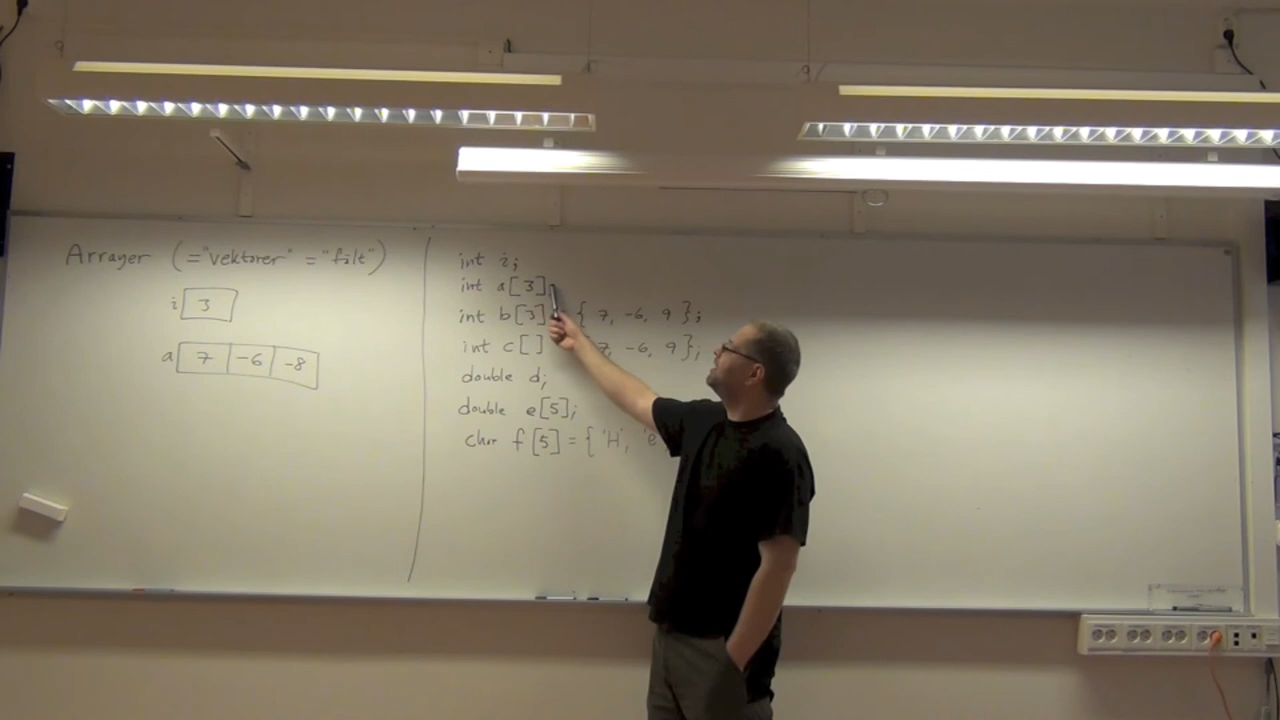 Arrayer (="vektorer" = "fält")
i 3
a 7 -6 -8
int i;
int a[3];
int b[3] { 7, -6, 9 };
int c[] 7, -6, 9 };
double d;
double e[5];
char f[5] = { 'H', 'e